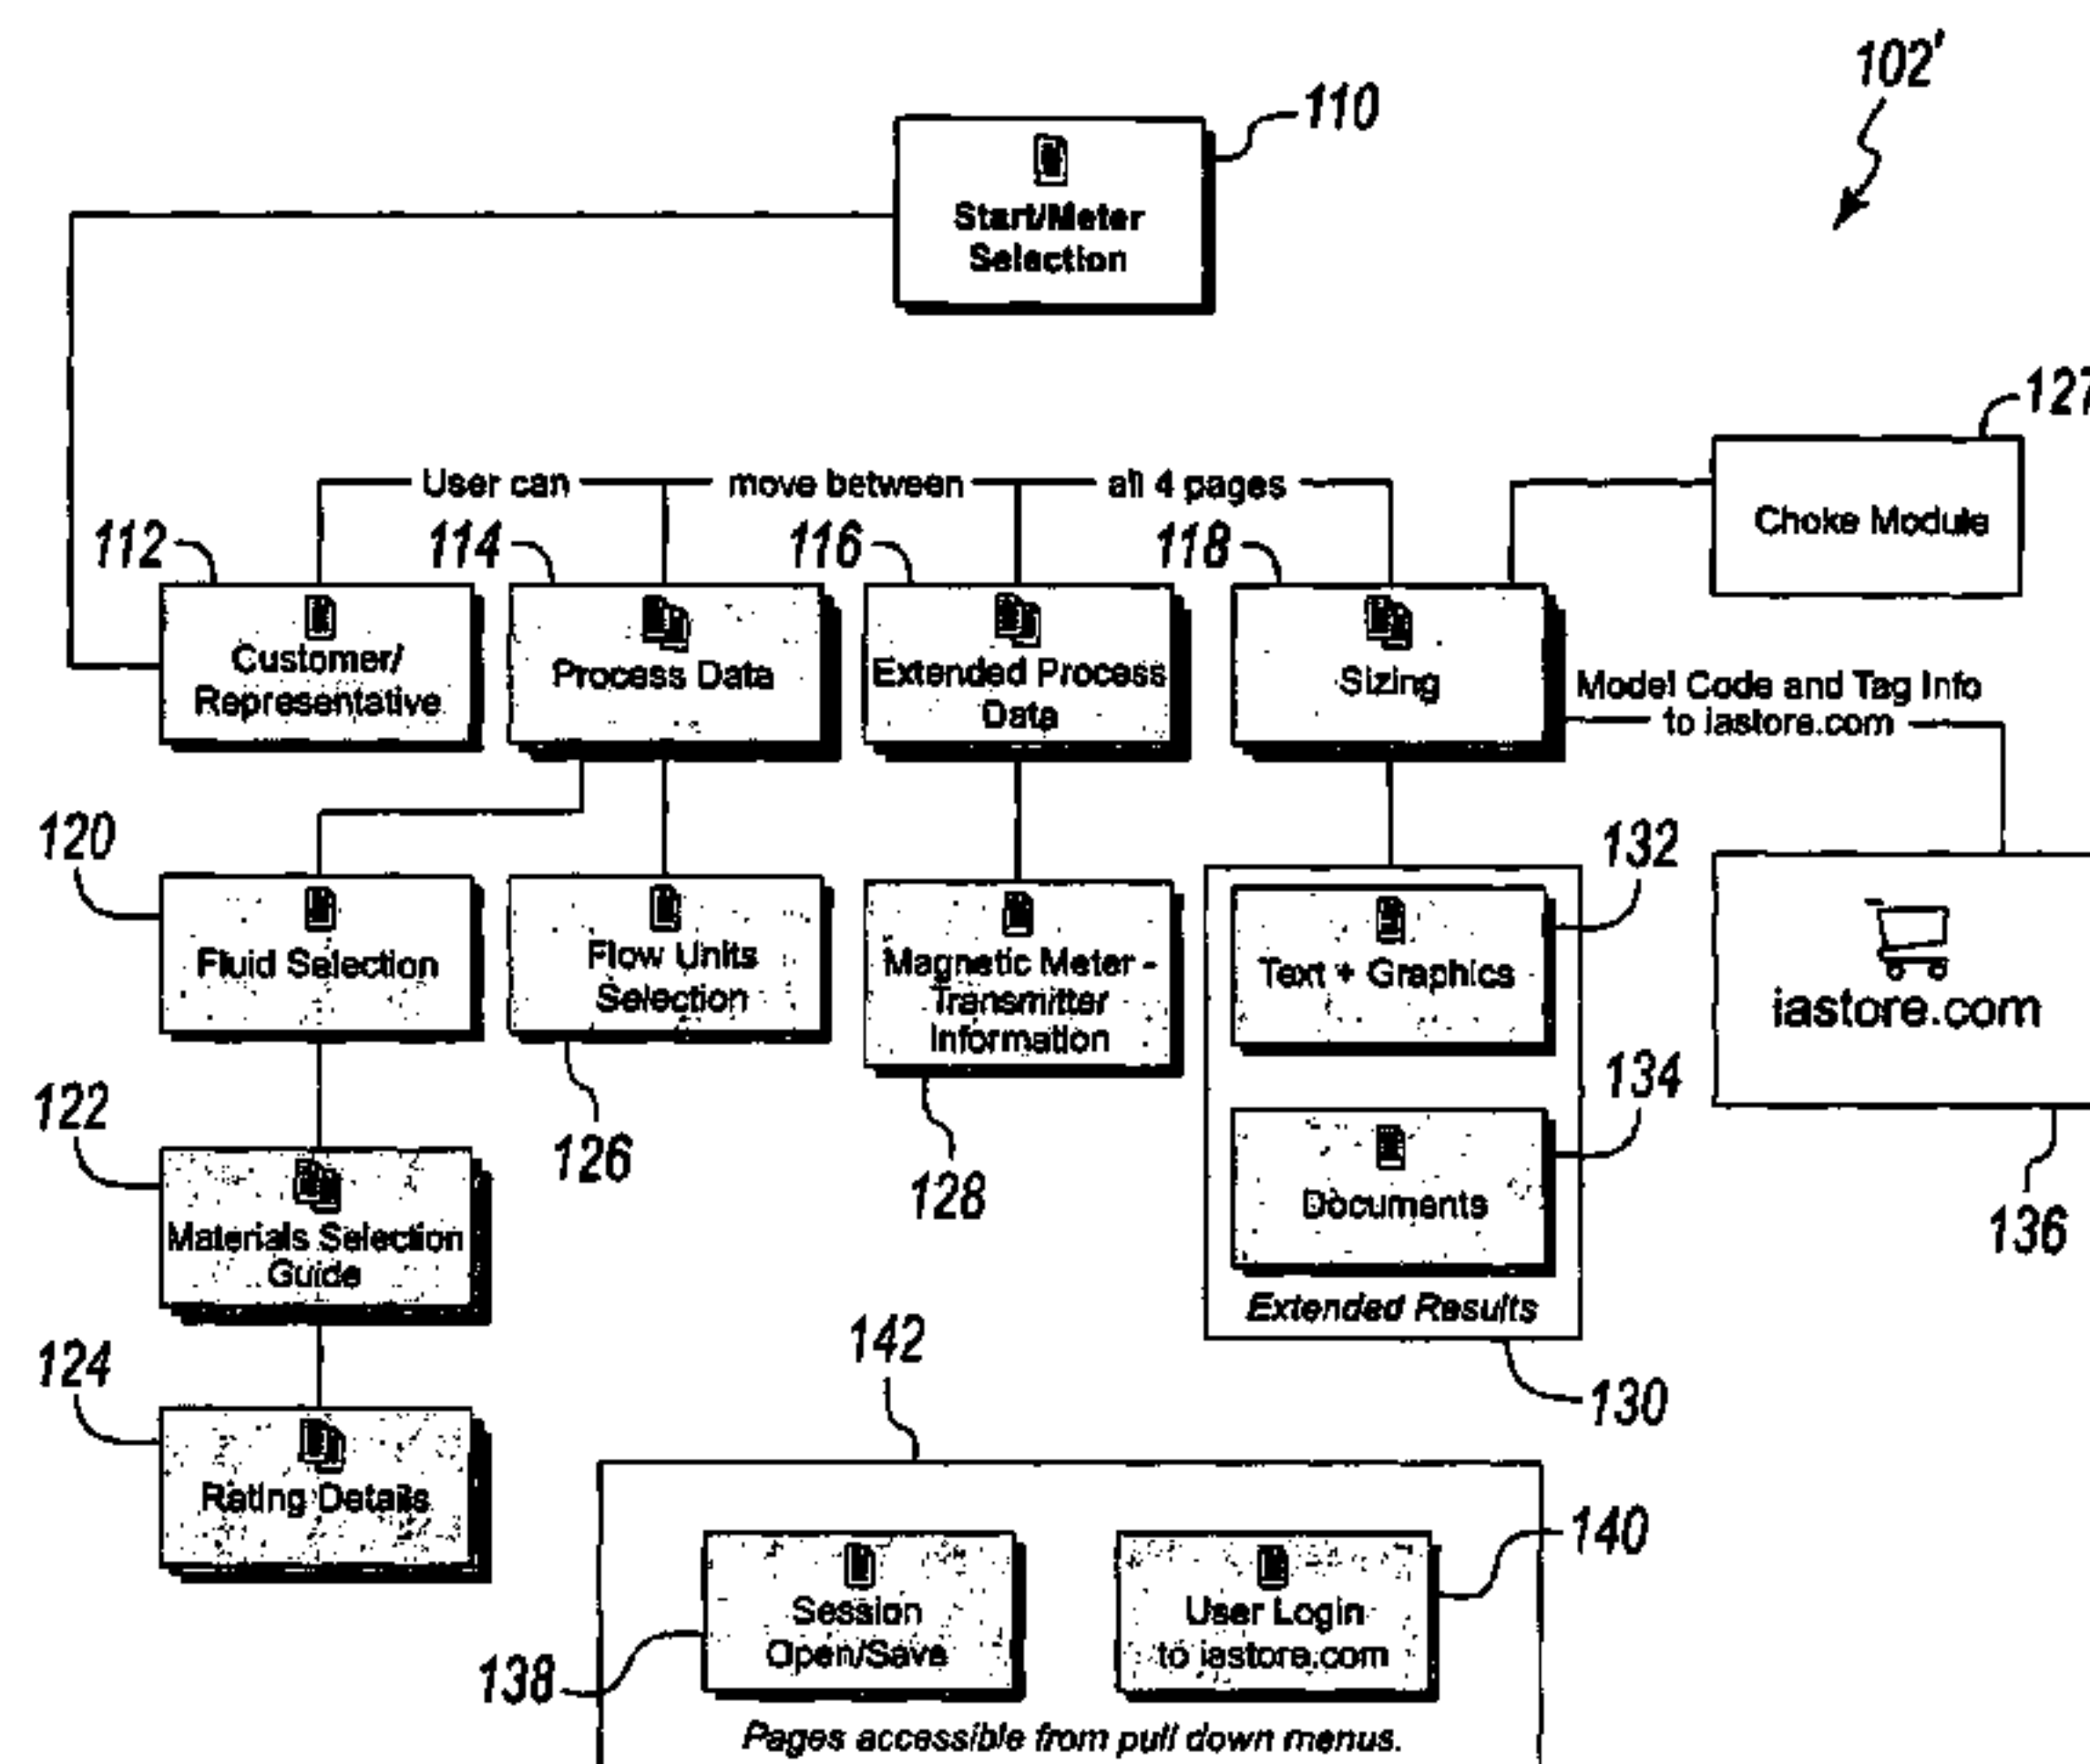 102'
110
Start/Meter
Selection
127
Choke Module
User can move between all 4 pages
112
114
116
118
Customer/
Representative
Process Data
Extended Process
Data
Sizing
Model Code and Tag Info
to iastore.com
120
Fluid Selection
Flow Units
Selection
Magnetic Meter -
Transmitter
Information
132
Text + Graphics
iastore.com
122
126
128
134
Materials Selection
Guide
Documents
136
Extended Results
124
142
130
Rating Details
140
Session
Open/Save
User Login
to iastore.com
138
Pages accessible from pull down menus.